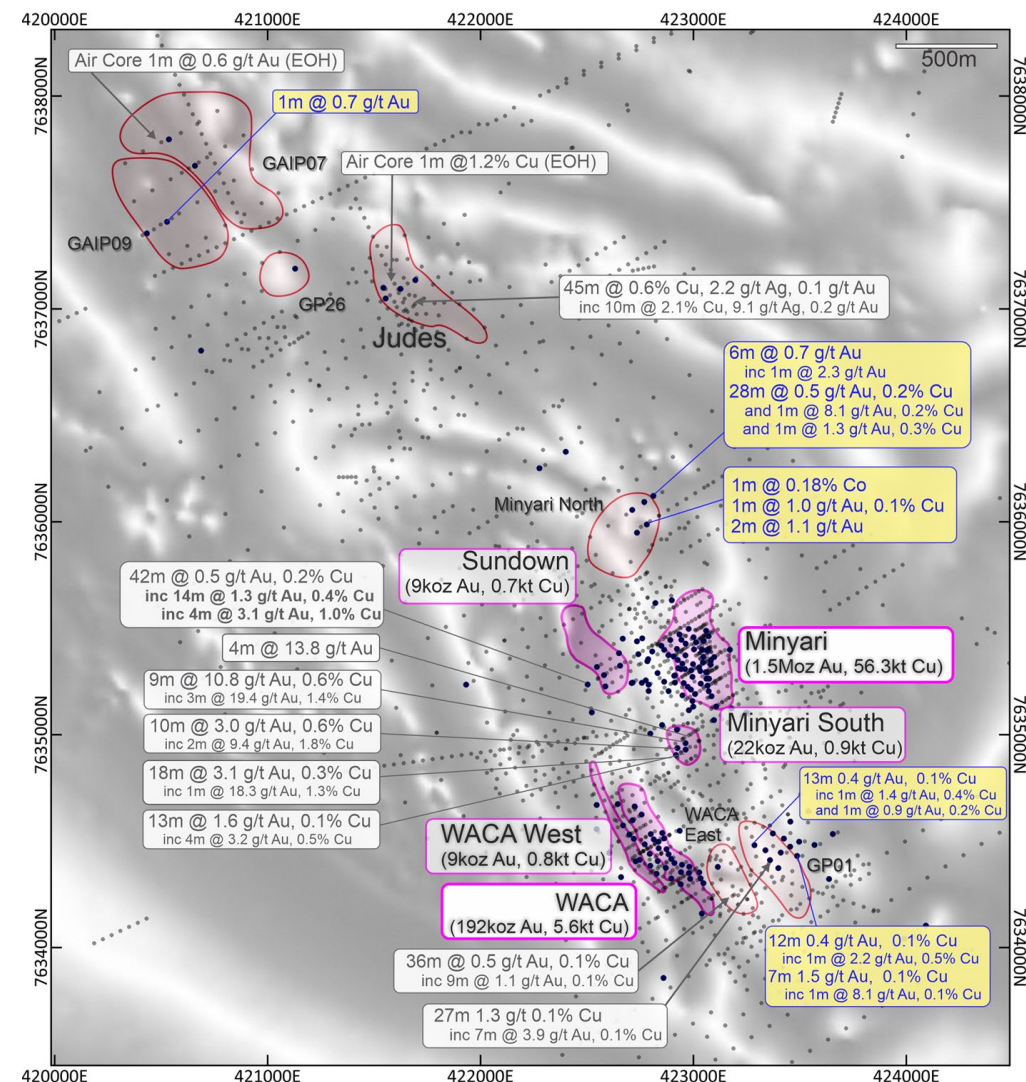 420000E
421000E
422000E
423000E
424000E
500m
7638000N
7638000N
Air Core 1m @ 0.6 g/t Au (EOH)
1m @ 0.7 g/t Au
GAIP07
Air Core 1m @1.2% Cu (EOH)
GAIP09
GP26
45m @ 0.6% Cu, 2.2 g/t Ag, 0.1 g/t Au
inc 10m @ 2.1% Cu, 9.1 g/t Ag, 0.2 g/t Au
7637000N
7637000N
Judes
6m @ 0.7 g/t Au
inc 1m @ 2.3 g/t Au
28m @ 0.5 g/t Au, 0.2% Cu
and 1m @ 8.1 g/t Au, 0.2% Cu
and 1m @ 1.3 g/t Au, 0.3% Cu
Minyari North
1m @ 0.18% Co
1m @ 1.0 g/t Au, 0.1% Cu
2m @ 1.1 g/t Au
7636000N
7636000N
Sundown
(9koz Au, 0.7kt Cu)
42m @ 0.5 g/t Au, 0.2% Cu
inc 14m @ 1.3 g/t Au, 0.4% Cu
inc 4m @ 3.1 g/t Au, 1.0% Cu
4m @ 13.8 g/t Au
Minyari
(1.5Moz Au, 56.3kt Cu)
9m @ 10.8 g/t Au, 0.6% Cu
inc 3m @ 19.4 g/t Au, 1.4% Cu
10m @ 3.0 g/t Au, 0.6% Cu
inc 2m @ 9.4 g/t Au, 1.8% Cu
Minyari South
(22koz Au, 0.9kt Cu)
7635000N
7635000N
18m @ 3.1 g/t Au, 0.3% Cu
inc 1m @ 18.3 g/t Au, 1.3% Cu
13m @ 1.6 g/t Au, 0.1% Cu
inc 4m @ 3.2 g/t Au, 0.5% Cu
13m 0.4 g/t Au, 0.1% Cu
inc 1m @ 1.4 g/t Au, 0.4% Cu
and 1m @ 0.9 g/t Au, 0.2% Cu
WACA
East
WACA West
(9koz Au, 0.8kt Cu)
GP01
WACA
(192koz Au, 5.6kt Cu)
7634000N
7634000N
12m 0.4 g/t Au, 0.1% Cu
inc 1m @ 2.2 g/t Au, 0.5% Cu
7m 1.5 g/t Au, 0.1% Cu
inc 1m @ 8.1 g/t Au, 0.1% Cu
36m @ 0.5 g/t Au, 0.1% Cu
inc 9m @ 1.1 g/t Au, 0.1% Cu
27m 1.3 g/t 0.1% Cu
inc 7m @ 3.9 g/t Au, 0.1% Cu
420000E
421000E
422000E
423000E
424000E